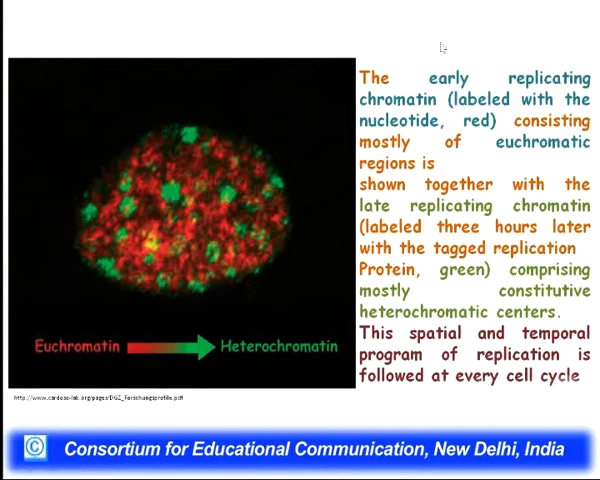 The early replicating
chromatin (labeled with the
nucleotide, red) consisting
mostly of euchromatic
regions is
shown together with the
late replicating chromatin
(labeled three hours later
with the tagged replication
Protein, green) comprising
mostly constitutive
heterochromatic centers.
This spatial and temporal
program of replication is
followed at every cell cycle
Euchromatin Heterochromatin
http://www.cardoso-lab.org/pages/DGZ_Forschungsprofile.pdf
© Consortium for Educational Communication, New Delhi, India